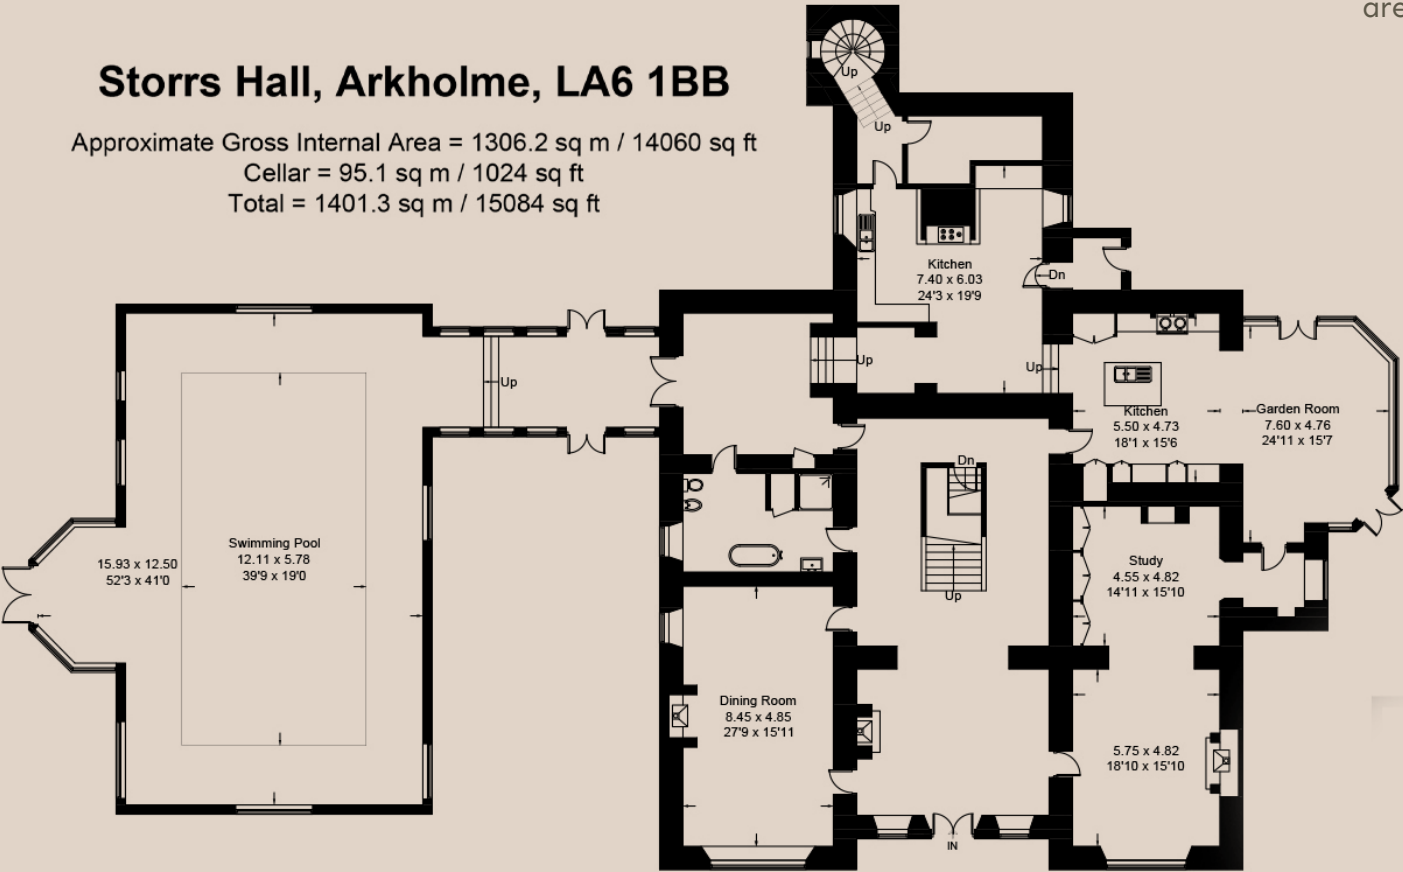 are
Storrs Hall, Arkholme, LA6 1BB
Approximate Gross Internal Area = 1306.2 sq m / 14060 sq ft
Cellar = 95.1 sq m / 1024 sq ft
Total = 1401.3 sq m / 15084 sq ft
Up
Up
Kitchen
7.40 x 6.03
24'3 x 19'9
Dn
Up
Up
Up
Kitchen
5.50 x 4.73
18'1 x 15'6
Garden Room
7.60 x 4.76
24'11 x 15'7
Dn
Swimming Pool
12.11 x 5.78
39'9 x 19'0
15.93 x 12.50
52'3 x 41'0
Study
4.55 x 4.82
14'11 x 15'10
Up
Dining Room
8.45 x 4.85
27'9 x 15'11
5.75 x 4.82
18'10 x 15'10
IN